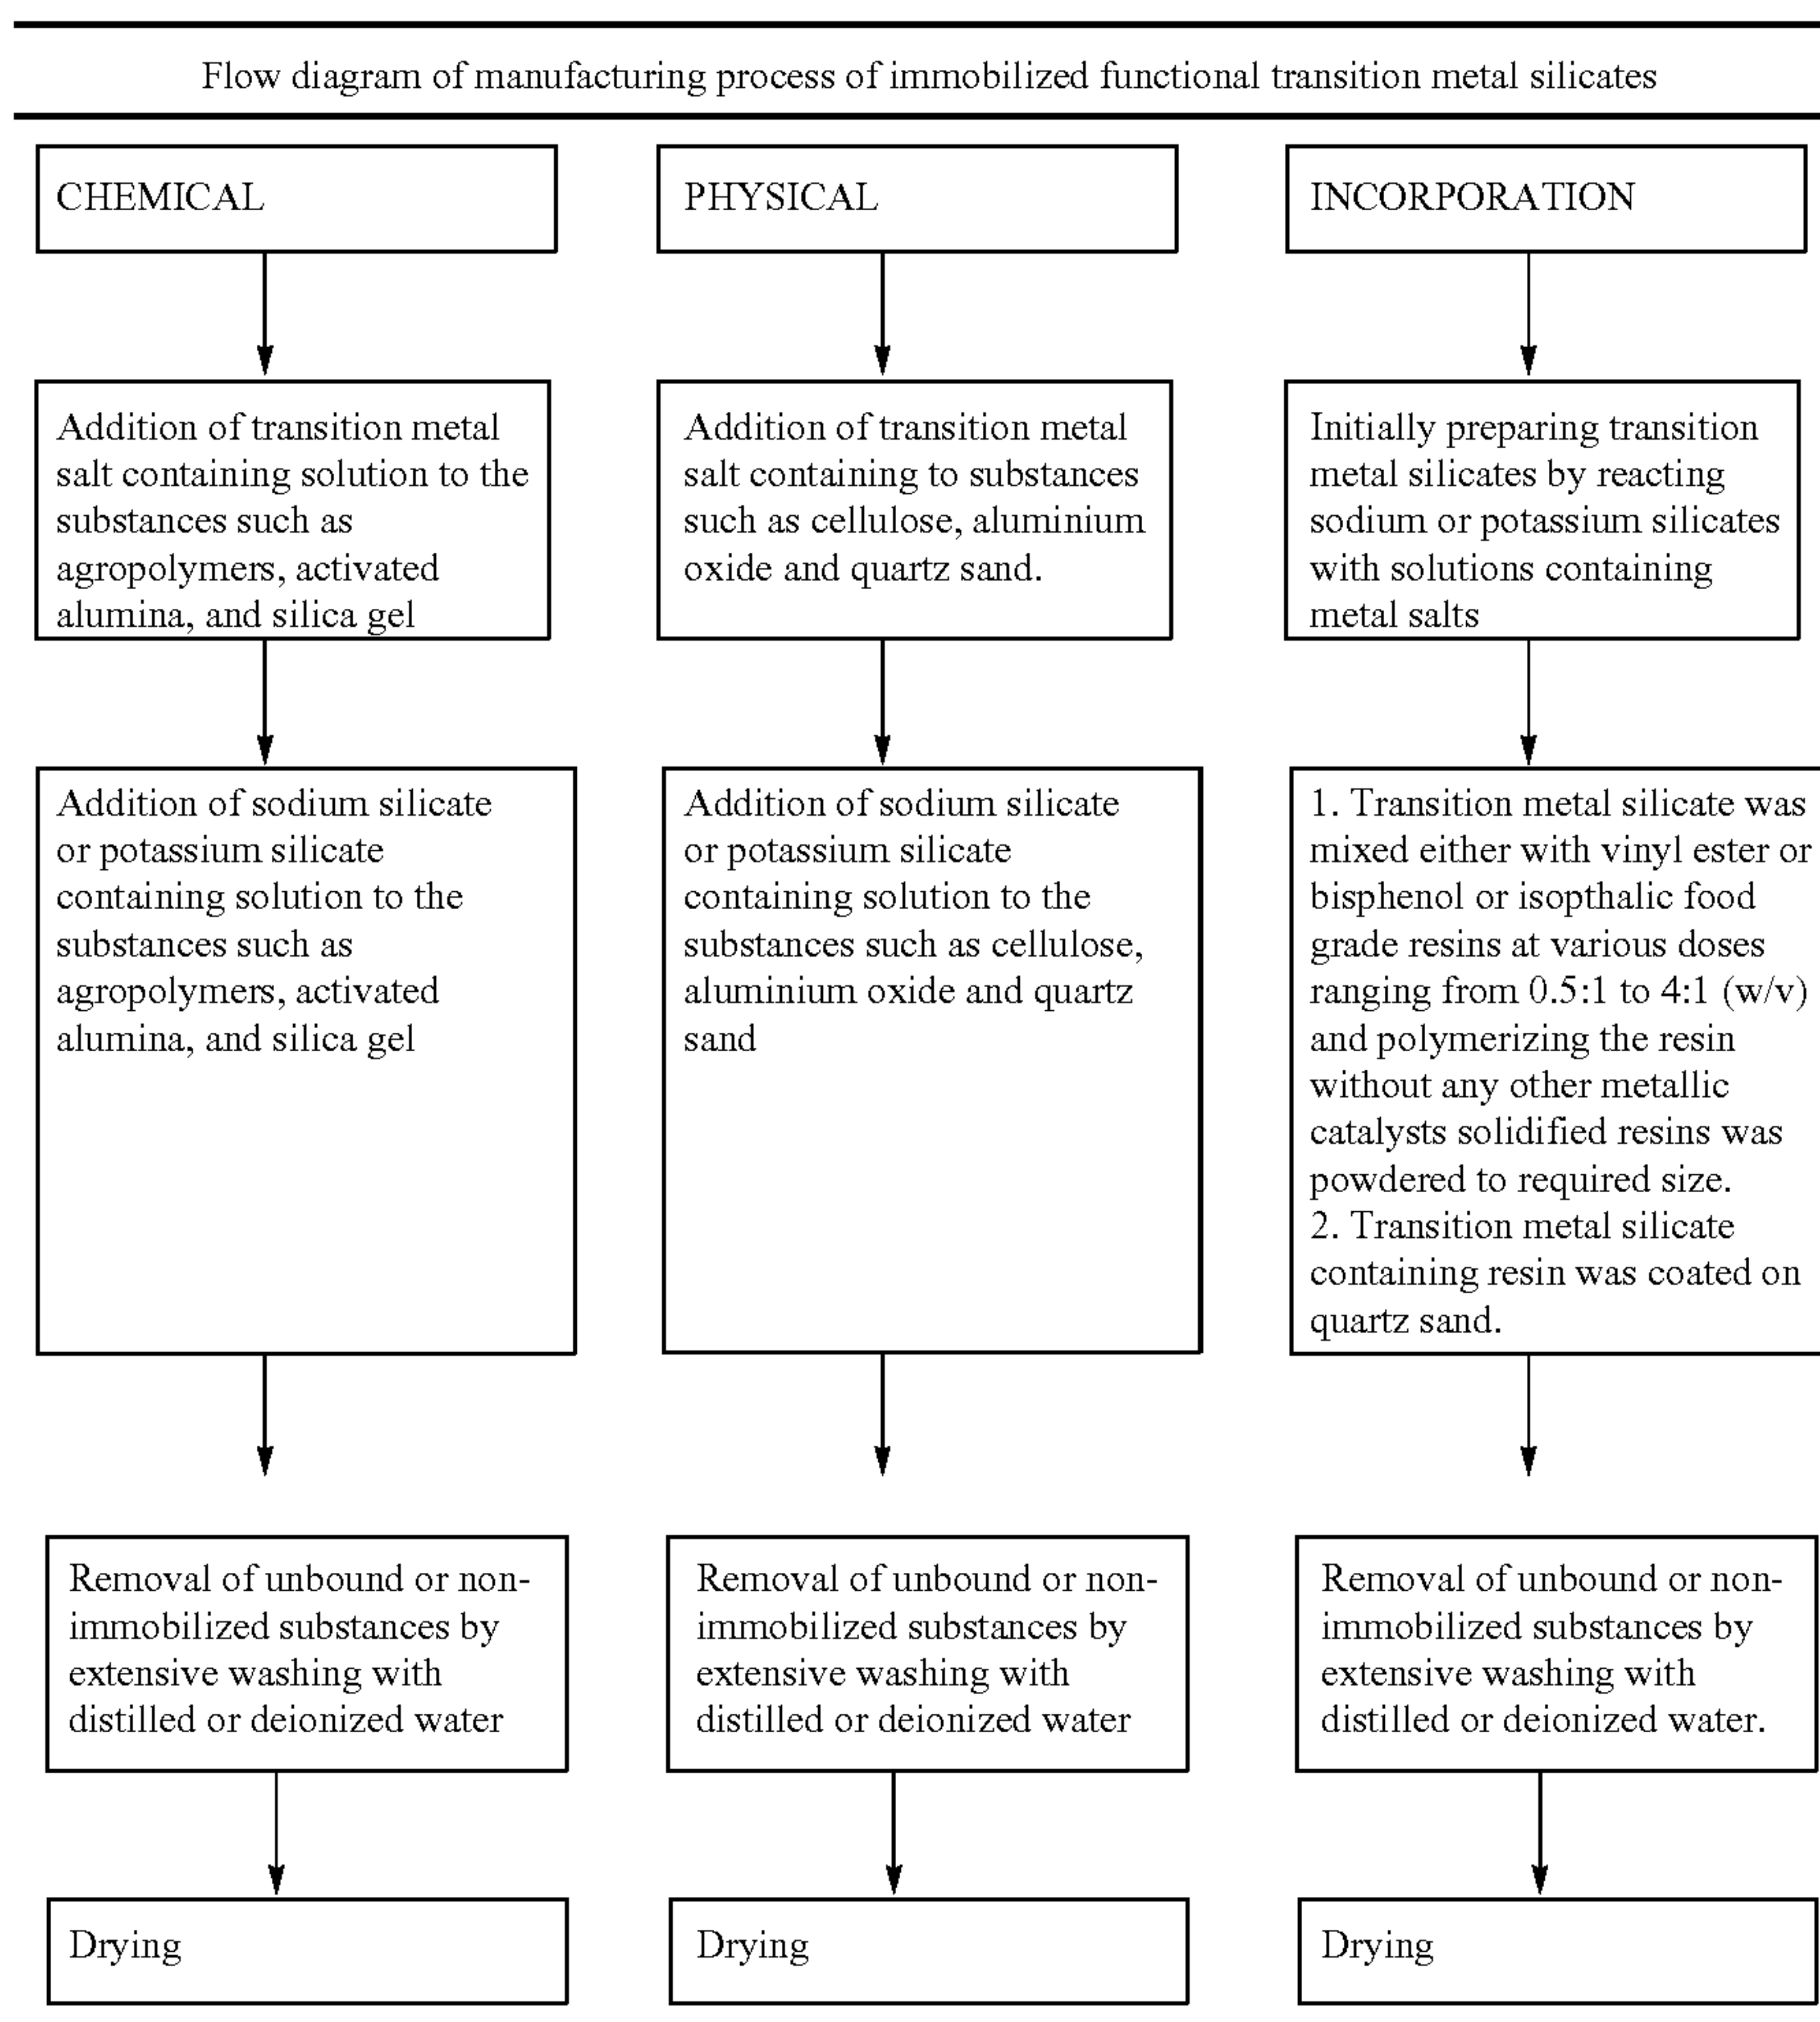 Flow diagram of manufacturing process of immobilized functional transition metal silicates
CHEMICAL
PHYSICAL
INCORPORATION
Addition of transition metal
salt containing solution to the
substances such as
agropolymers, activated
alumina, and silica gel
Addition of transition metal
salt containing to substances
such as cellulose, aluminium
oxide and quartz sand.
Initially preparing transition
metal silicates by reacting
sodium or potassium silicates
with solutions containing
metal salts
Addition of sodium silicate
or potassium silicate
containing solution to the
substances such as
agropolymers, activated
alumina, and silica gel
Addition of sodium silicate
or potassium silicate
containing solution to the
substances such as cellulose,
aluminium oxide and quartz
sand
1. Transition metal silicate was
mixed either with vinyl ester or
bisphenol or isopthalic food
grade resins at various doses
ranging from 0.5:1 to 4:1 (w/v)
and polymerizing the resin
without any other metallic
catalysts solidified resins was
powdered to required size.
2. Transition metal silicate
containing resin was coated on
quartz sand.
Removal of unbound or non-
immobilized substances by
extensive washing with
distilled or deionized water
Removal of unbound or non-
immobilized substances by
extensive washing with
distilled or deionized water
Removal of unbound or non-
immobilized substances by
extensive washing with
distilled or deionized water.
Drying
Drying
Drying